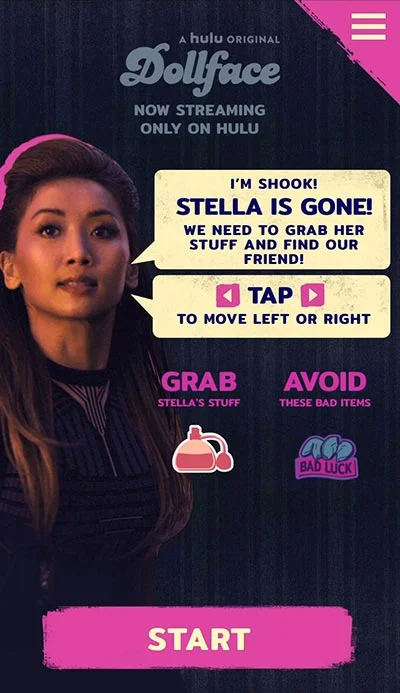 A hulu ORIGINAL
Dollface
NOW STREAMING
ONLY ON HULU
I'M SHOOK!
STELLA IS GONE!
WE NEED TO GRAB HER
STUFF AND FIND OUR
FRIEND!
TAP
TO MOVE LEFT OR RIGHT
GRAB
STELLA'S STUFF
AVOID
THESE BAD ITEMS
BAD LUCK
START